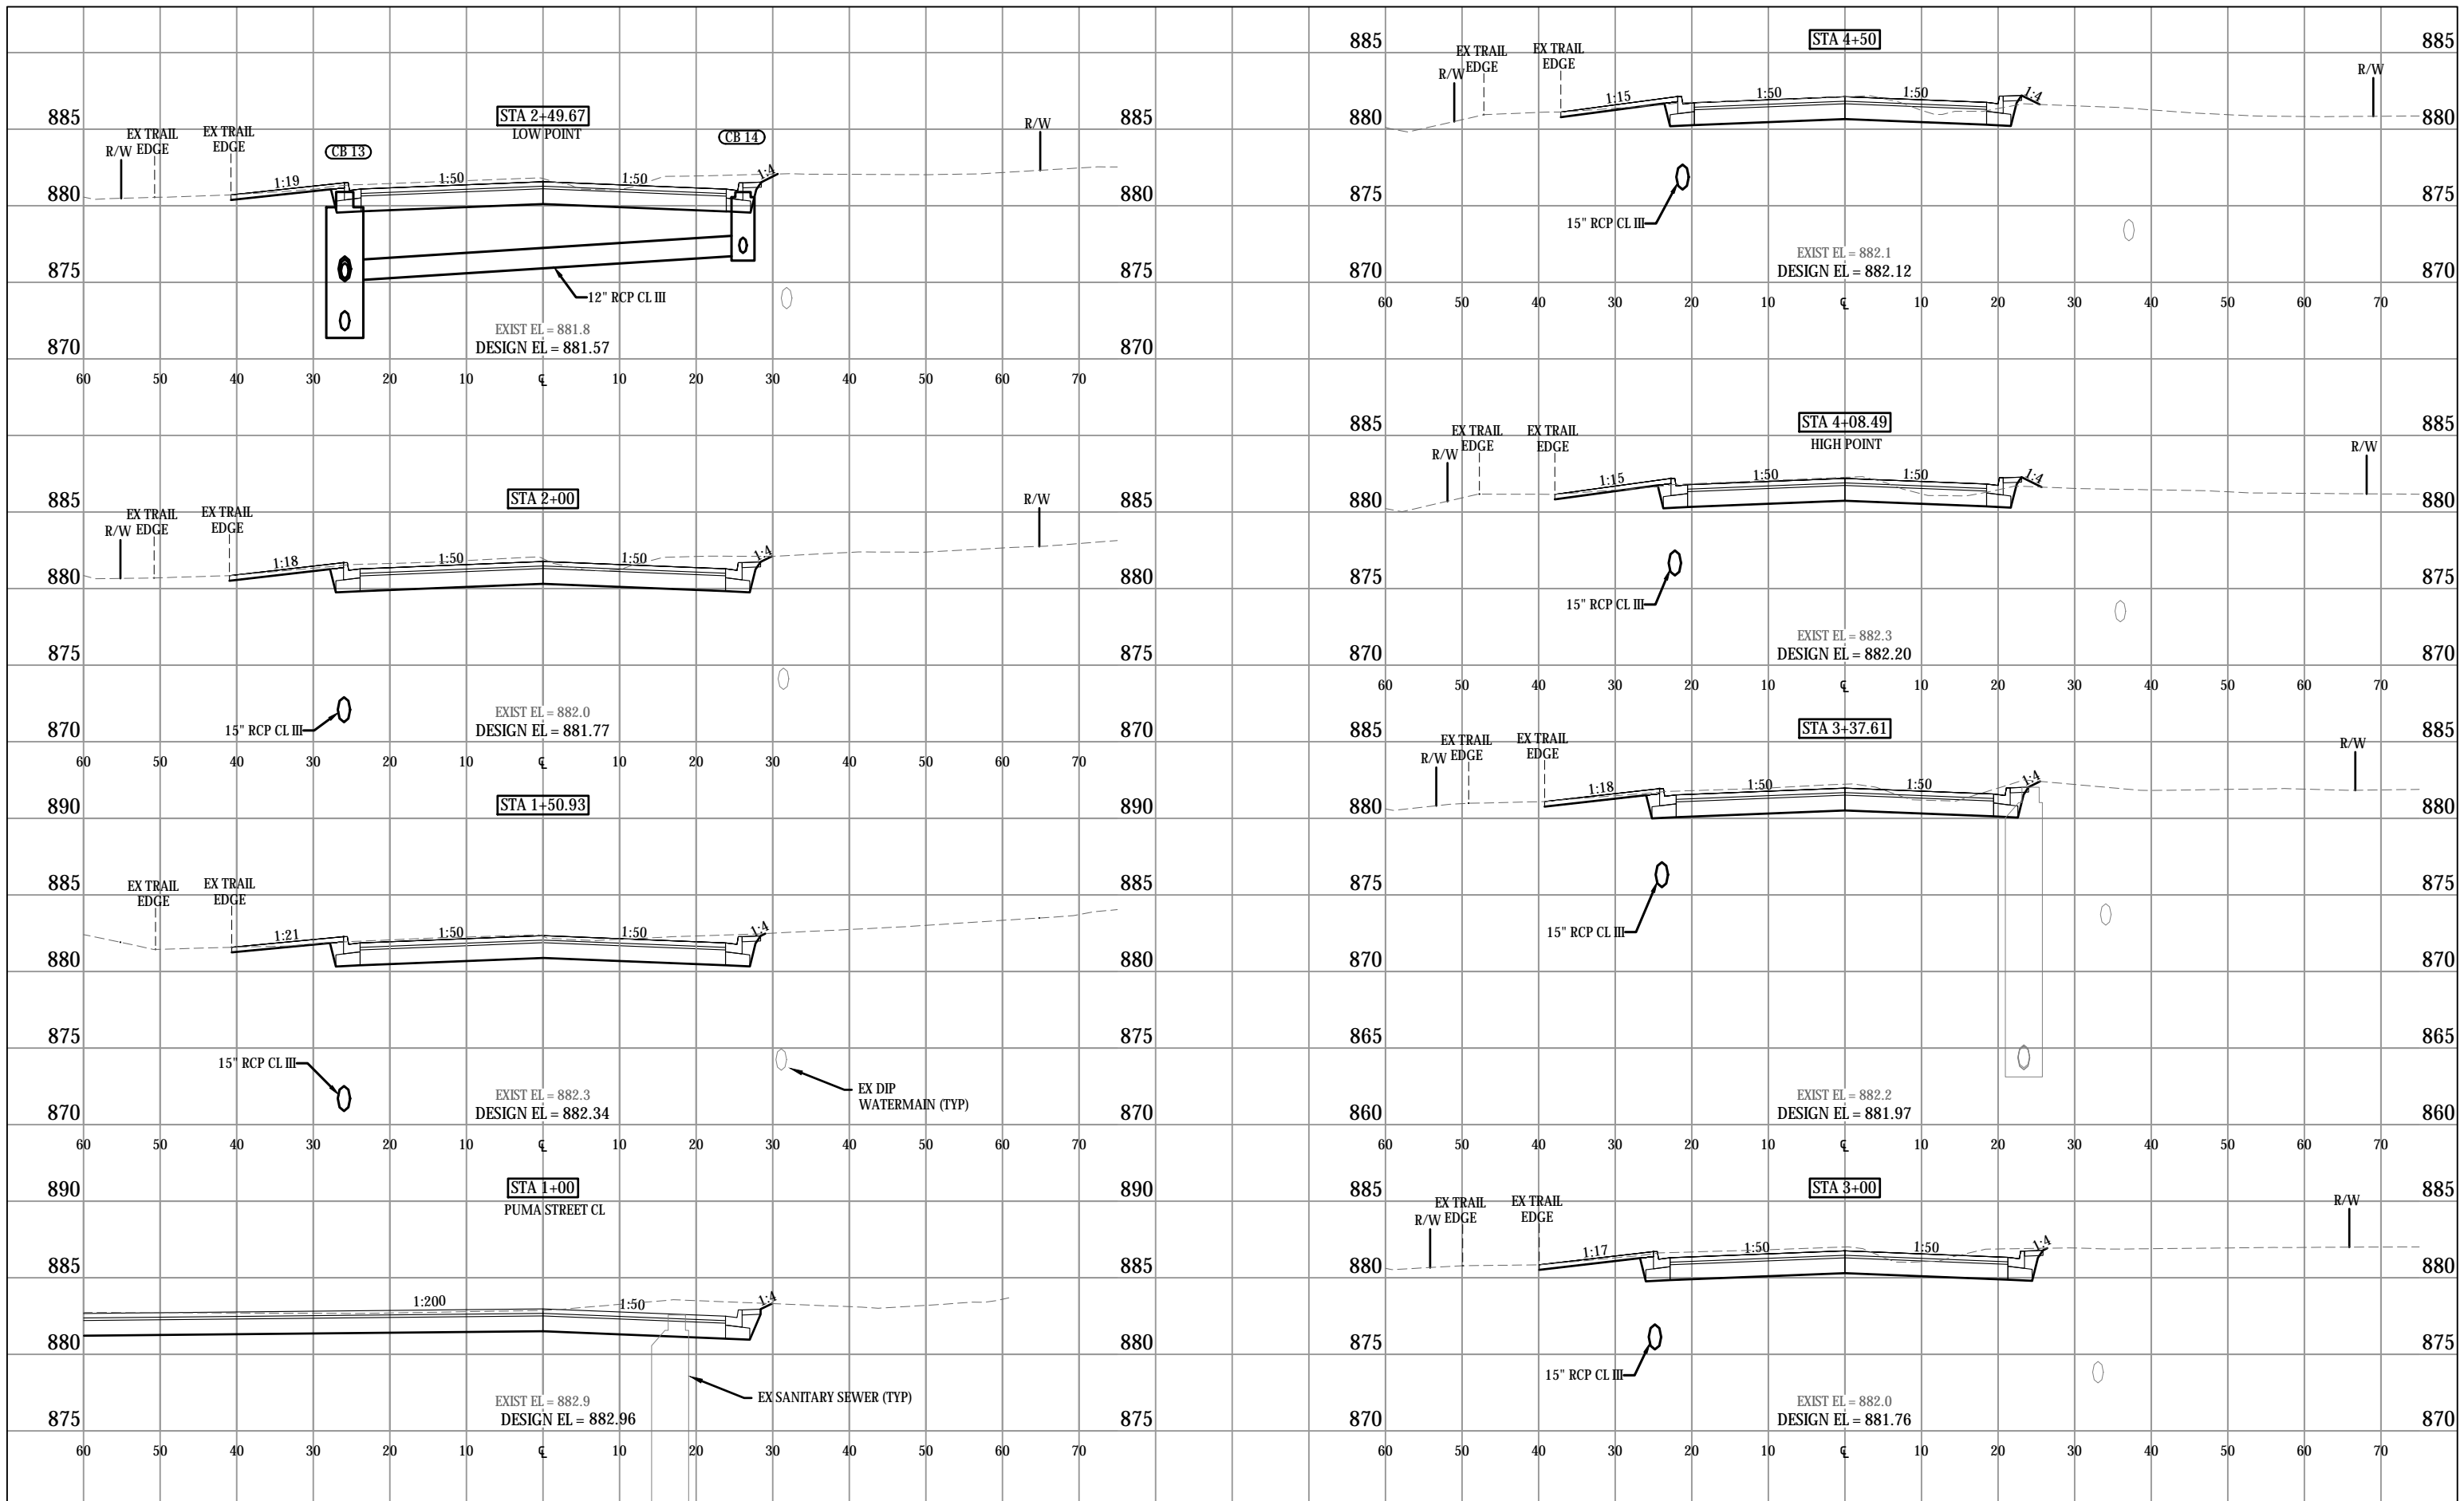 STA 2+49.67
LOW POINT
885 885
EX TRAIL EDGE
EX TRAIL EDGE
R/W
CB 13
CB 14
R/W
1:19 1:50 1:50 1:4
880 880
875 875
12" RCP CL III
EXIST EL = 881.8
DESIGN EL = 881.57
870 870
60 50 40 30 20 10 ℄ 10 20 30 40 50 60 70
STA 2+00
885 885
EX TRAIL EDGE
EX TRAIL EDGE
R/W
R/W
1:18 1:50 1:50 1:4
880 880
875 875
15" RCP CL III
EXIST EL = 882.0
DESIGN EL = 881.77
870 870
60 50 40 30 20 10 ℄ 10 20 30 40 50 60 70
STA 1+50.93
890 890
885 885
EX TRAIL EDGE
EX TRAIL EDGE
1:21 1:50 1:50 1:4
880 880
875 875
15" RCP CL III
EX DIP
WATERMAIN (TYP)
EXIST EL = 882.3
DESIGN EL = 882.34
870 870
60 50 40 30 20 10 ℄ 10 20 30 40 50 60 70
STA 1+00
PUMA STREET CL
890 890
885 885
1:200 1:50 1:4
880 880
EX SANITARY SEWER (TYP)
EXIST EL = 882.9
DESIGN EL = 882.96
875 875
60 50 40 30 20 10 ℄ 10 20 30 40 50 60 70
STA 4+50
885 885
EX TRAIL EDGE
EX TRAIL EDGE
R/W
R/W
1:15 1:50 1:50 1:4
880 880
875 875
15" RCP CL III
EXIST EL = 882.1
DESIGN EL = 882.12
870 870
60 50 40 30 20 10 ℄ 10 20 30 40 50 60 70
STA 4+08.49
HIGH POINT
885 885
EX TRAIL EDGE
EX TRAIL EDGE
R/W
R/W
1:15 1:50 1:50 1:4
880 880
875 875
15" RCP CL III
EXIST EL = 882.3
DESIGN EL = 882.20
870 870
60 50 40 30 20 10 ℄ 10 20 30 40 50 60 70
STA 3+37.61
885 885
EX TRAIL EDGE
EX TRAIL EDGE
R/W
R/W
1:18 1:50 1:50 1:4
880 880
875 875
15" RCP CL III
870 870
865 865
EXIST EL = 882.2
DESIGN EL = 881.97
860 860
60 50 40 30 20 10 ℄ 10 20 30 40 50 60 70
STA 3+00
885 885
EX TRAIL EDGE
EX TRAIL EDGE
R/W
R/W
1:17 1:50 1:50 1:4
880 880
875 875
15" RCP CL III
EXIST EL = 882.0
DESIGN EL = 881.76
870 870
60 50 40 30 20 10 ℄ 10 20 30 40 50 60 70